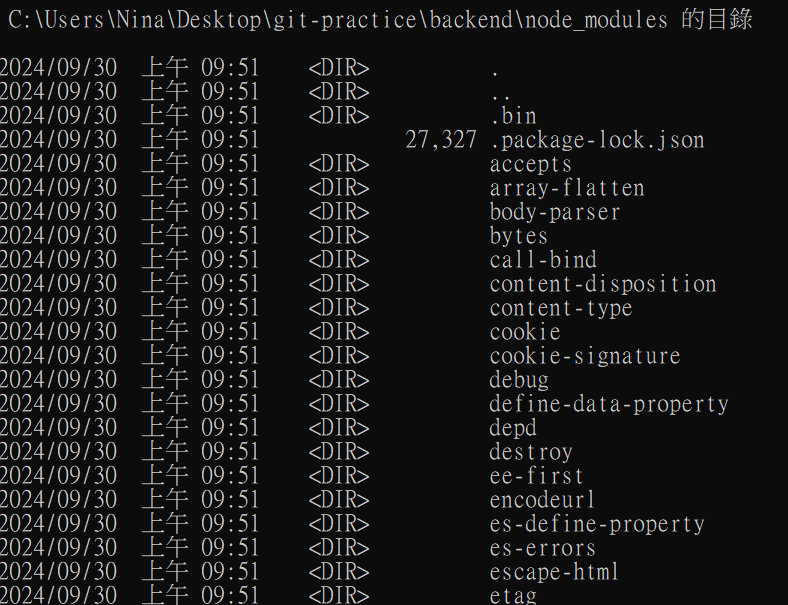 C:\Users\Nina\Desktop\git-practice\backend\node_modules 的目錄
2024/09/30 上午 09:51 <DIR> .
2024/09/30 上午 09:51 <DIR> ..
2024/09/30 上午 09:51 <DIR> .bin
2024/09/30 上午 09:51 27,327 .package-lock.json
2024/09/30 上午 09:51 <DIR> accepts
2024/09/30 上午 09:51 <DIR> array-flatten
2024/09/30 上午 09:51 <DIR> body-parser
2024/09/30 上午 09:51 <DIR> bytes
2024/09/30 上午 09:51 <DIR> call-bind
2024/09/30 上午 09:51 <DIR> content-disposition
2024/09/30 上午 09:51 <DIR> content-type
2024/09/30 上午 09:51 <DIR> cookie
2024/09/30 上午 09:51 <DIR> cookie-signature
2024/09/30 上午 09:51 <DIR> debug
2024/09/30 上午 09:51 <DIR> define-data-property
2024/09/30 上午 09:51 <DIR> depd
2024/09/30 上午 09:51 <DIR> destroy
2024/09/30 上午 09:51 <DIR> ee-first
2024/09/30 上午 09:51 <DIR> encodeurl
2024/09/30 上午 09:51 <DIR> es-define-property
2024/09/30 上午 09:51 <DIR> es-errors
2024/09/30 上午 09:51 <DIR> escape-html
2024/09/30 上午 09:51 <DIR> etag